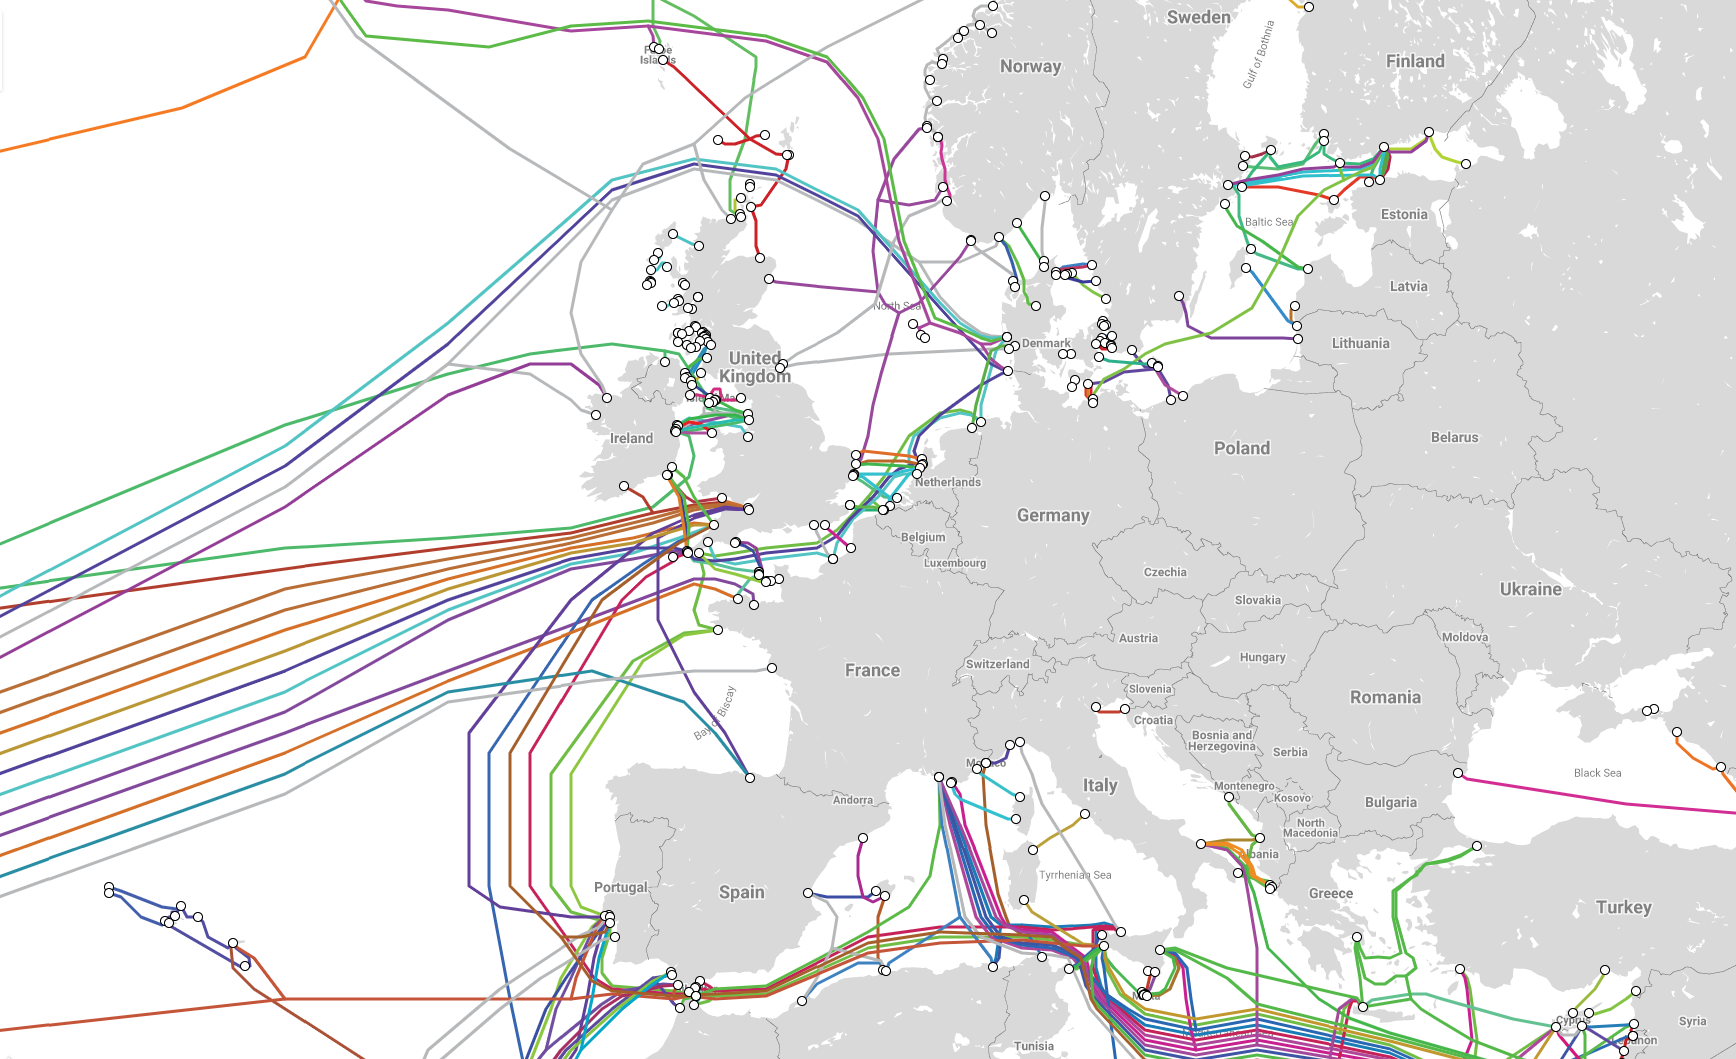 Sweden
Gulf of Bothnia
Finland
Norway
Islands
Baltic Sea
Estonia
Latvia
North Sea
Denmark
Lithuania
United
Kingdom
Ireland
Belarus
Poland
Netherlands
Germany
Belgium
Luxembourg
Czechia
Ukraine
Slovakia
Austria
Moldova
Hungary
Switzerland
France
Slovenia
Romania
Croatia
Bay of Biscay
Bosnia and
Herzegovina
Serbia
Black Sea
Italy
Montenegro
Kosovo
Andorra
Bulgaria
North
Macedonia
Albania
Tyrrhenian Sea
Portugal
Spain
Greece
Turkey
Cyprus
Syria
Lebanon
Tunisia